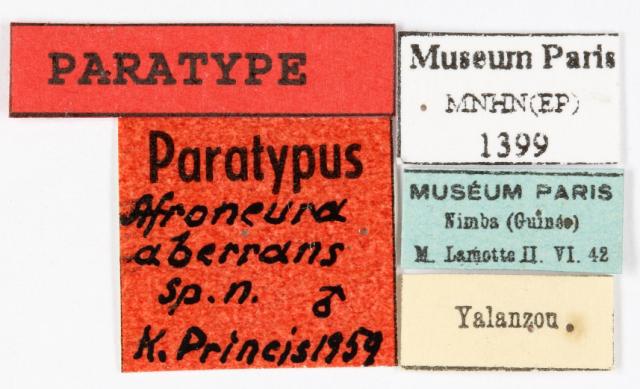 PARATYPE
Paratypus
Afroneura
aberrans
sp.n. ♂
K. Princis 1959
Museum Paris
MNHN(EP)
1399
MUSÉUM PARIS
Nimba (Guinée)
M. Lamotte II. VI. 42
Yalanzou.